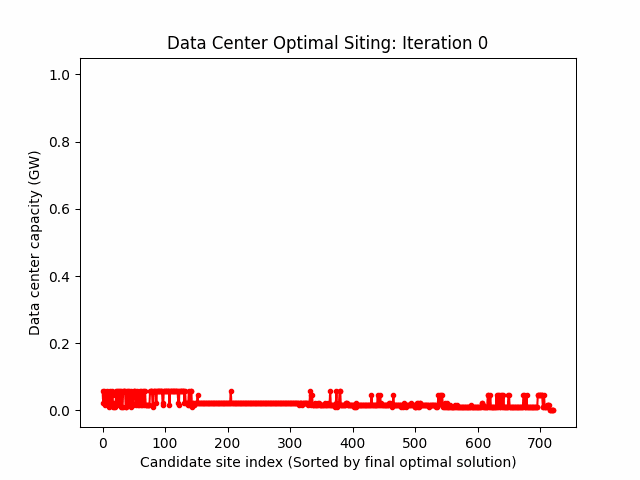 Data Center Optimal Siting: Iteration 0
Data center capacity (GW)
1.0
0.8
0.6
0.4
0.2
0.0
0 100 200 300 400 500 600 700
Candidate site index (Sorted by final optimal solution)